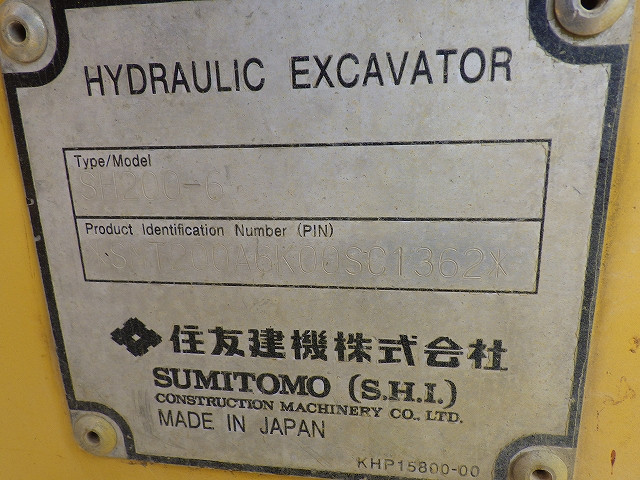 HYDRAULIC EXCAVATOR
Type/Model
SH200-6
Product Identification Number (PIN)
住友建機株式会社
SUMITOMO (S.H.I.)
CONSTRUCTION MACHINERY CO., LTD.
MADE IN JAPAN
KHP15800-00